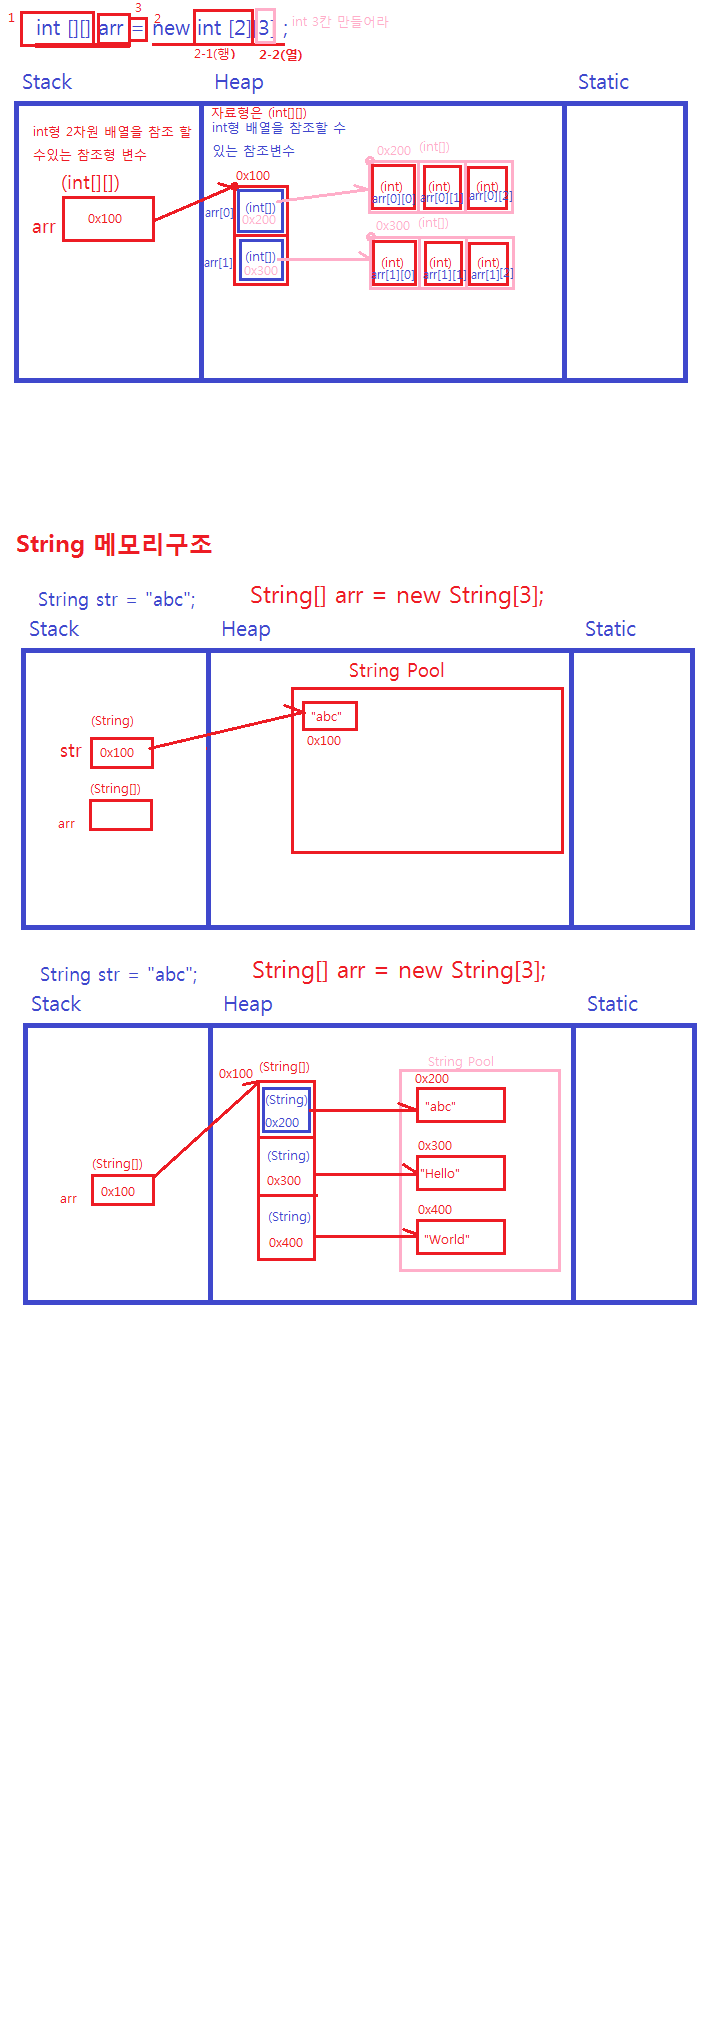 1 int [][] arr = new int [2][3] ; int 3칸 만들어라
3
2
2-1(행) 2-2(열)
Stack Heap Static
int형 2차원 배열을 참조 할
수있는 참조형 변수
(int[][])
arr 0x100
자료형은 (int[][])
int형 배열을 참조할 수
있는 참조변수
0x100
arr[0] (int[])
0x200
arr[1] (int[])
0x300
0x200 (int[])
(int) (int) (int)
arr[0][0] arr[0][1] arr[0][2]
0x300 (int[])
(int) (int) (int)
arr[1][0] arr[1][1] arr[1][2]
String 메모리구조
String str = "abc"; String[] arr = new String[3];
Stack Heap Static
String Pool
(String)
str 0x100
"abc"
0x100
(String[])
arr
String str = "abc"; String[] arr = new String[3];
Stack Heap Static
String Pool
0x100 (String[])
(String)
0x200
(String)
0x300
(String)
0x400
(String[])
arr 0x100
0x200
"abc"
0x300
"Hello"
0x400
"World"